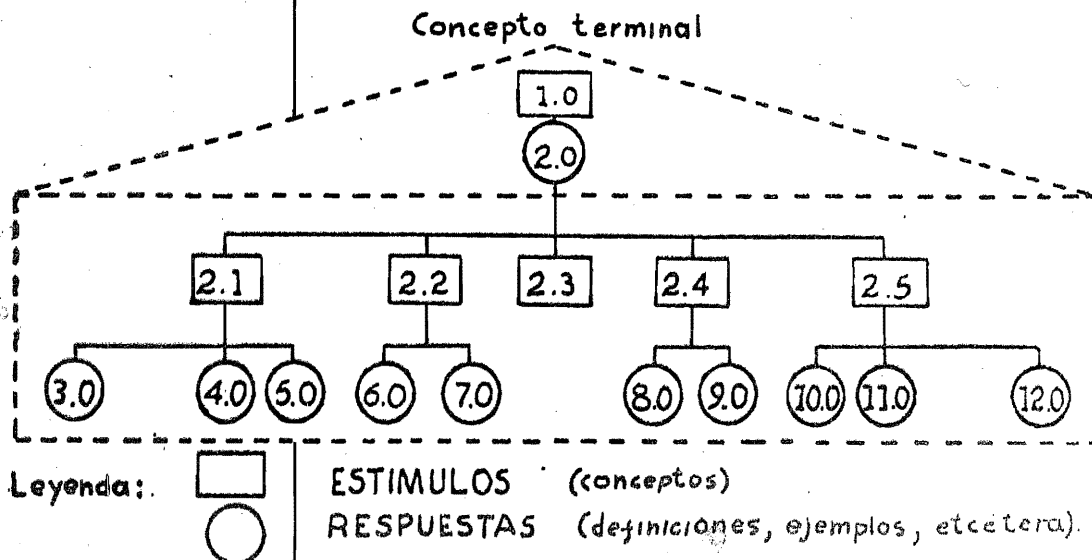 Concepto terminal
1.0
2.0
2.1 2.2 2.3 2.4 2.5
3.0 4.0 5.0 6.0 7.0 8.0 9.0 10.0 11.0 12.0
Leyenda: ESTIMULOS (conceptos)
RESPUESTAS (definiciones, ejemplos, etcétera).